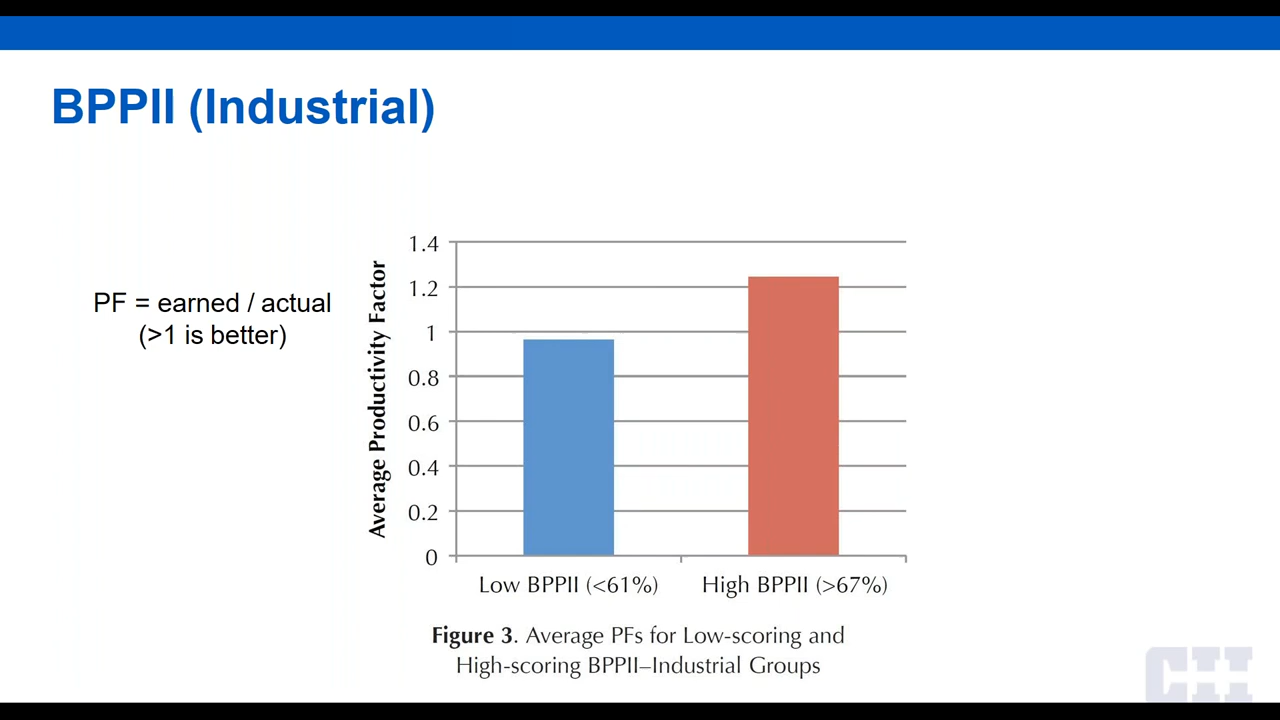 BPPII (Industrial)
PF = earned / actual
(>1 is better)
Average Productivity Factor
1.4
1.2
1
0.8
0.6
0.4
0.2
0
Low BPPII (<61%)
High BPPII (>67%)
Figure 3. Average PFs for Low-scoring and
High-scoring BPPII–Industrial Groups
CII